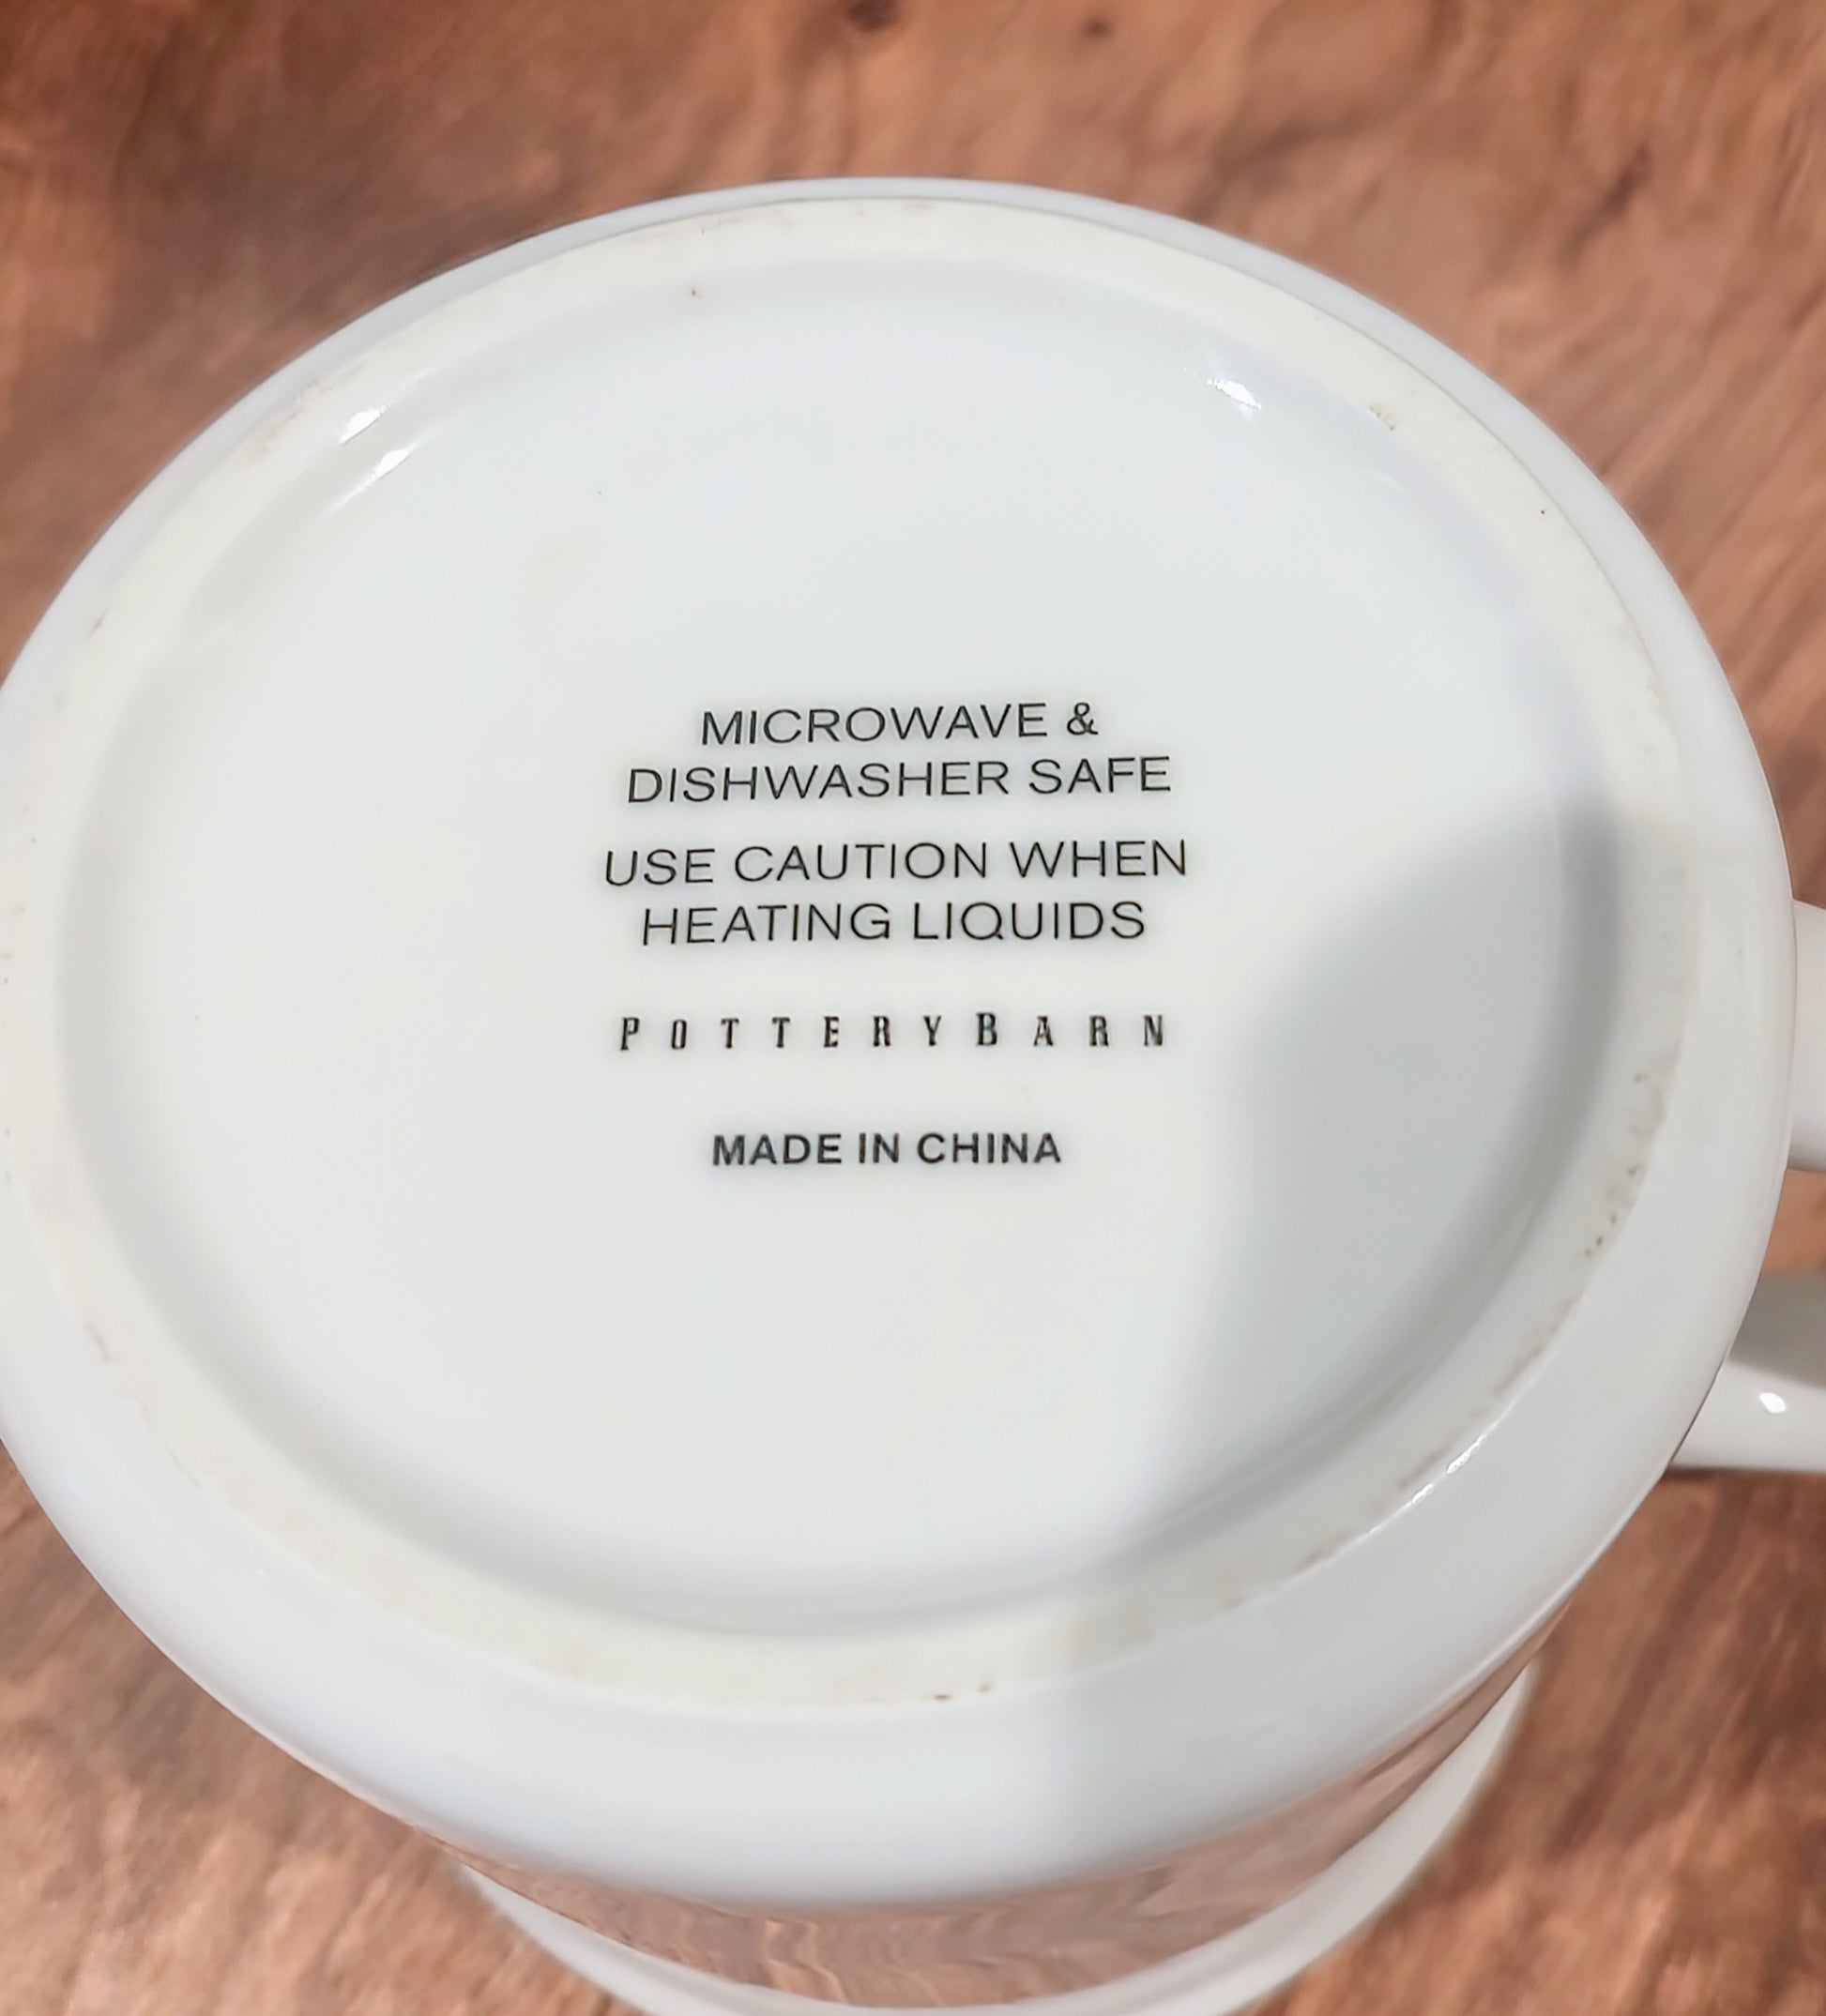 MICROWAVE &
DISHWASHER SAFE
USE CAUTION WHEN
HEATING LIQUIDS
POTTERYBARN
MADE IN CHINA